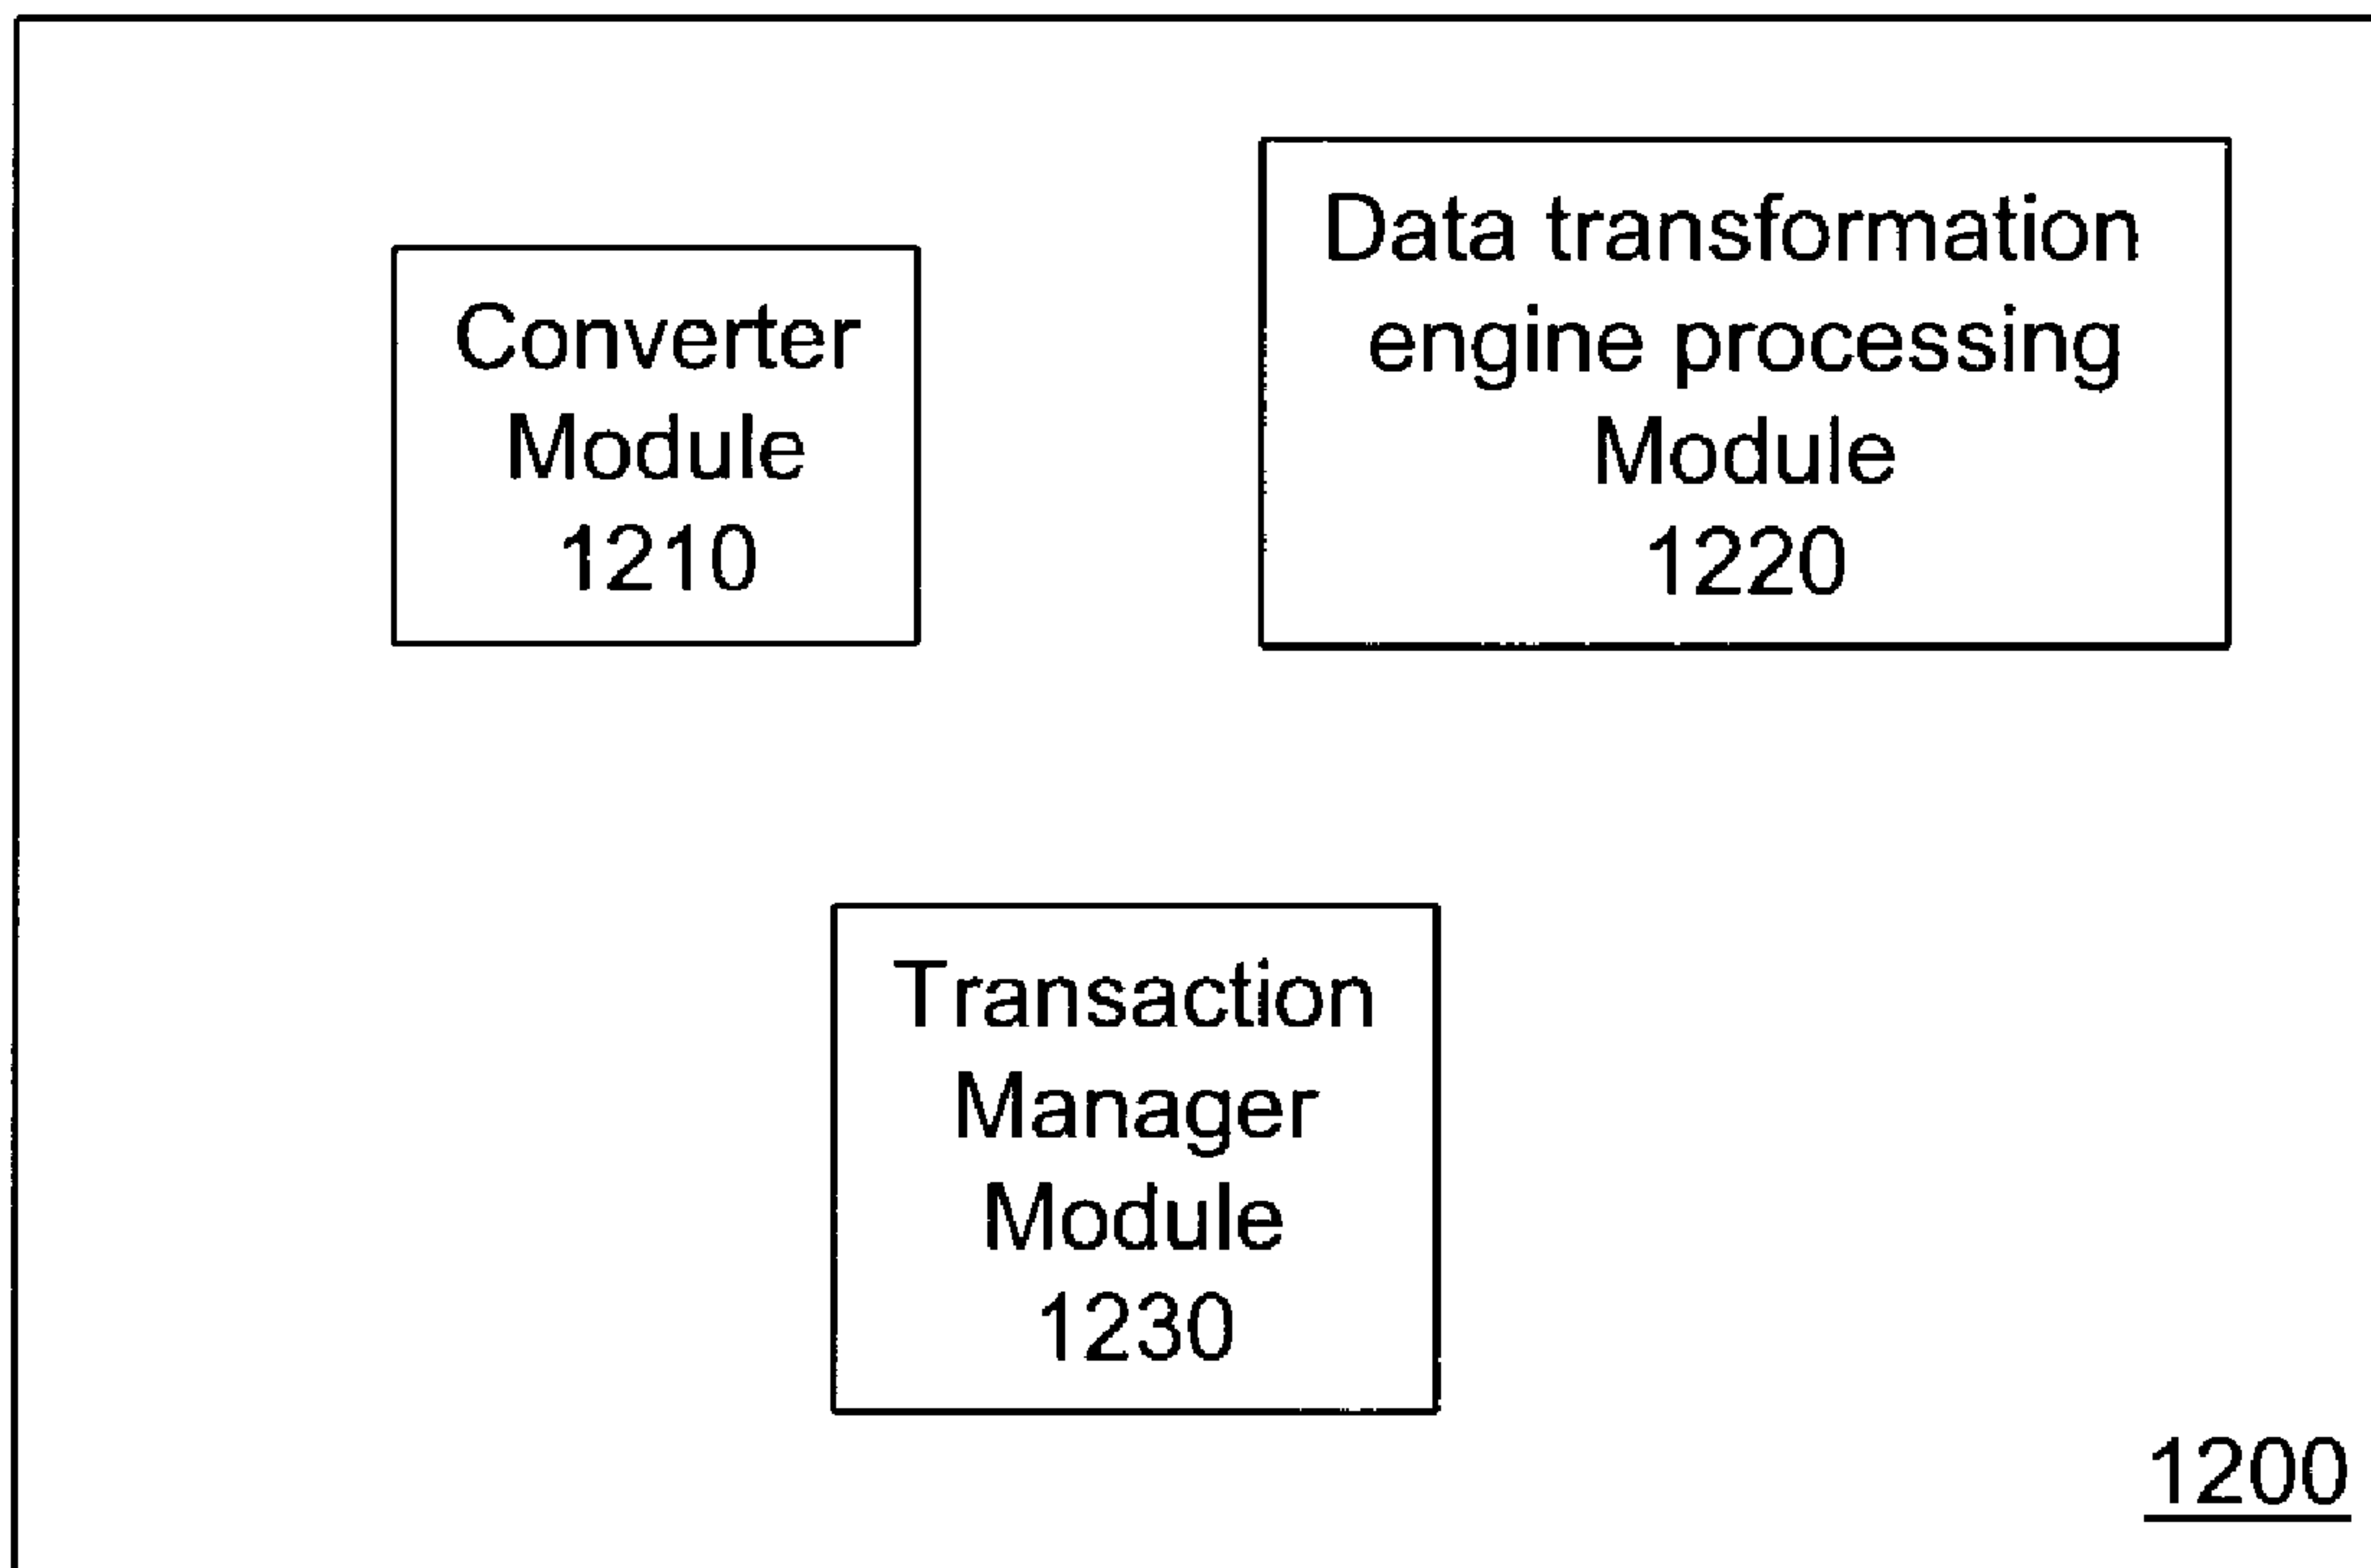 Converter
Module
1210
Data transformation
engine processing
Module
1220
Transaction
Manager
Module
1230
1200